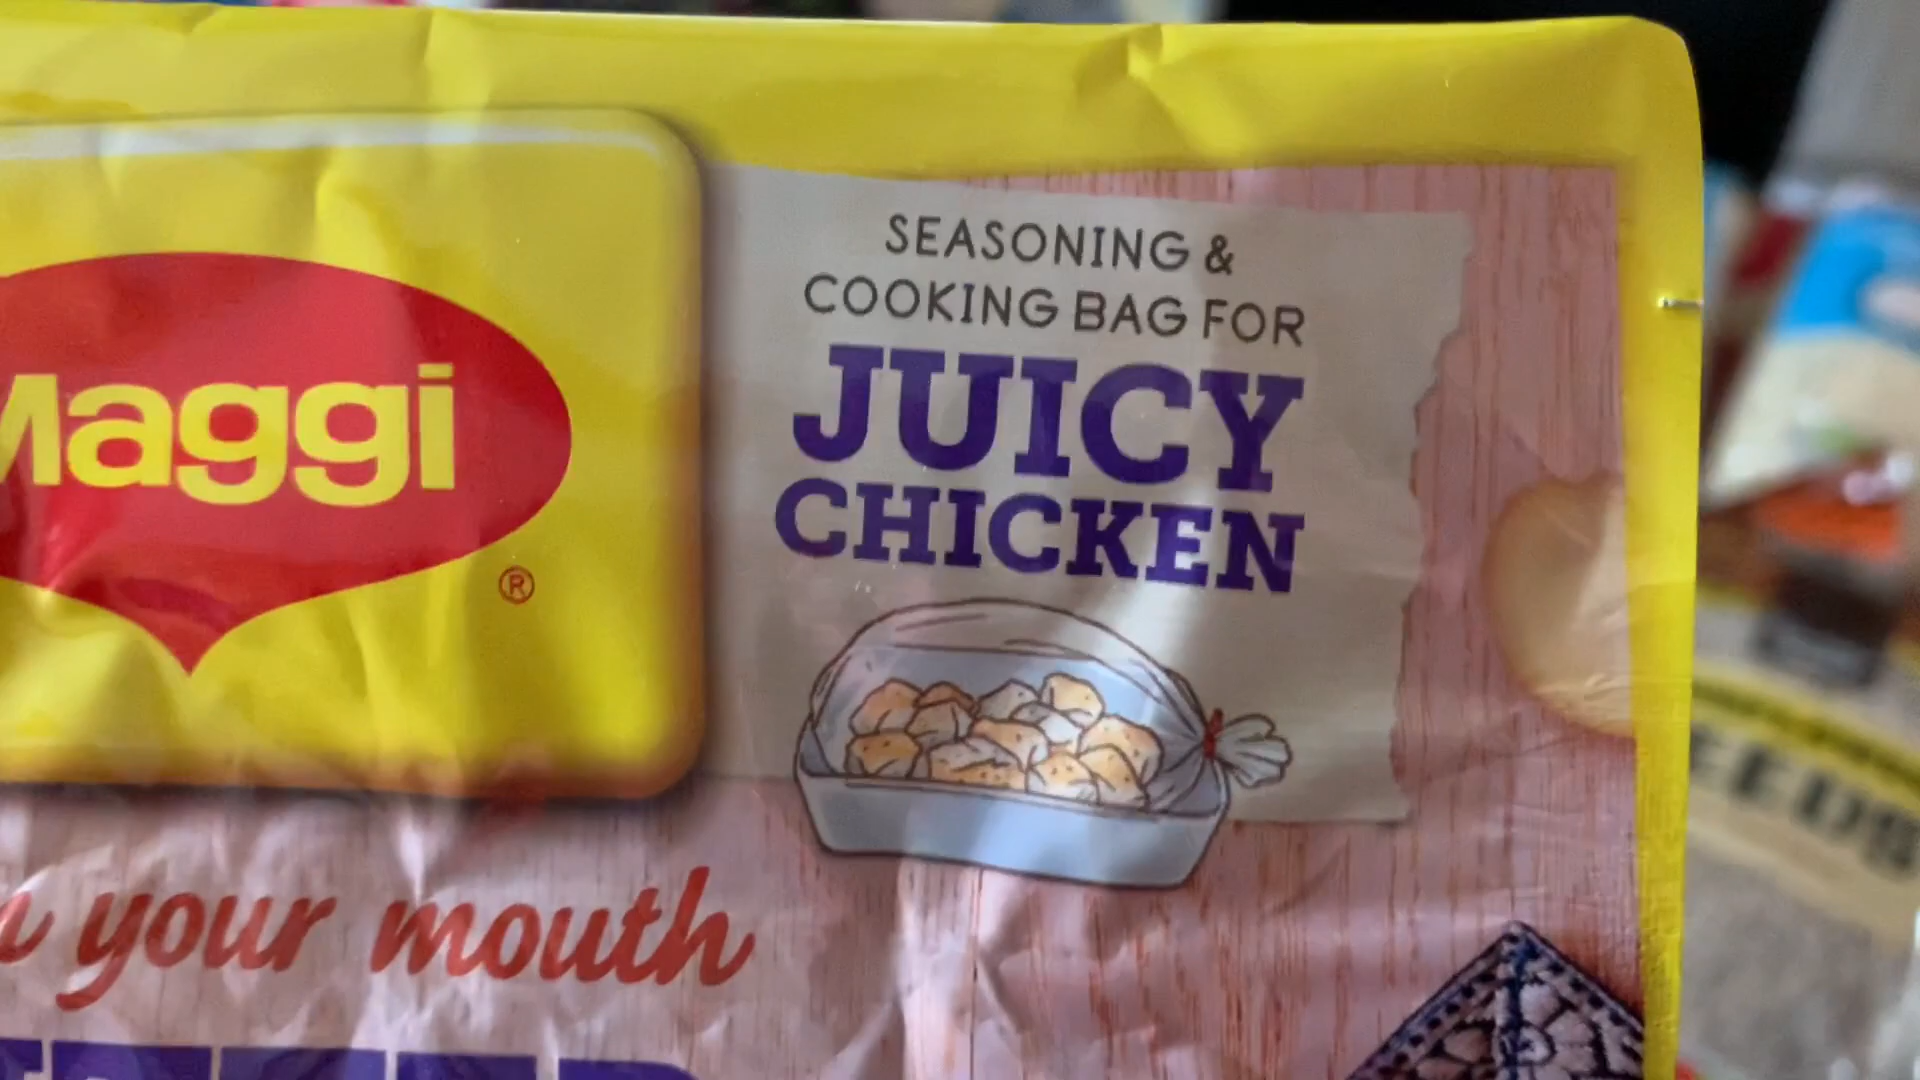 Maggi
®
SEASONING &
COOKING BAG FOR
JUICY
CHICKEN
your mouth